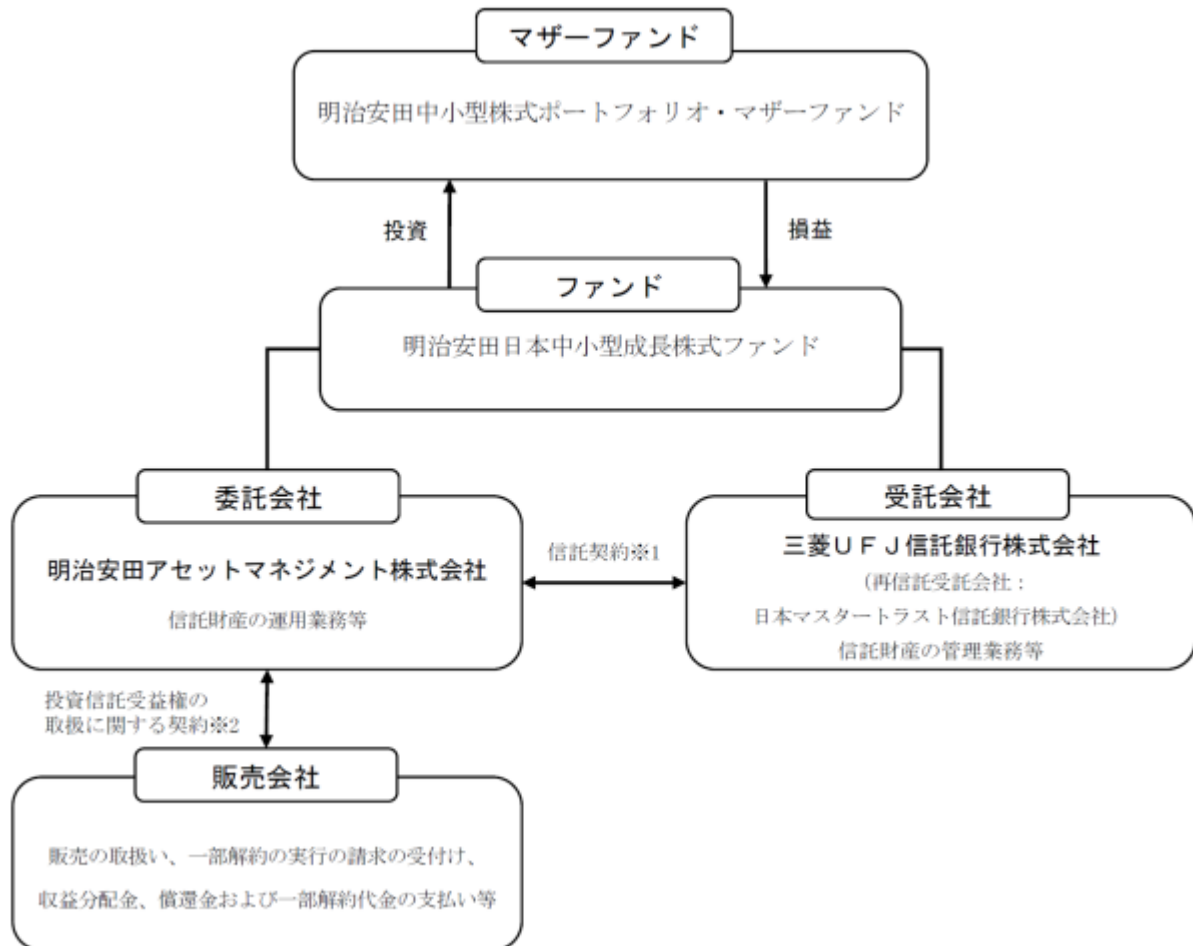 マザーファンド
明治安田中小型株式ポートフォリオ・マザーファンド
投資
損益
ファンド
明治安田日本中小型成長株式ファンド
委託会社
明治安田アセットマネジメント株式会社
信託財産の運用業務等
信託契約※1
受託会社
三菱UFJ信託銀行株式会社
(再信託受託会社:
日本マスタートラスト信託銀行株式会社)
信託財産の管理業務等
投資信託受益権の
取扱に関する契約※2
販売会社
販売の取扱い、一部解約の実行の請求の受付け、
収益分配金、償還金および一部解約代金の支払い等